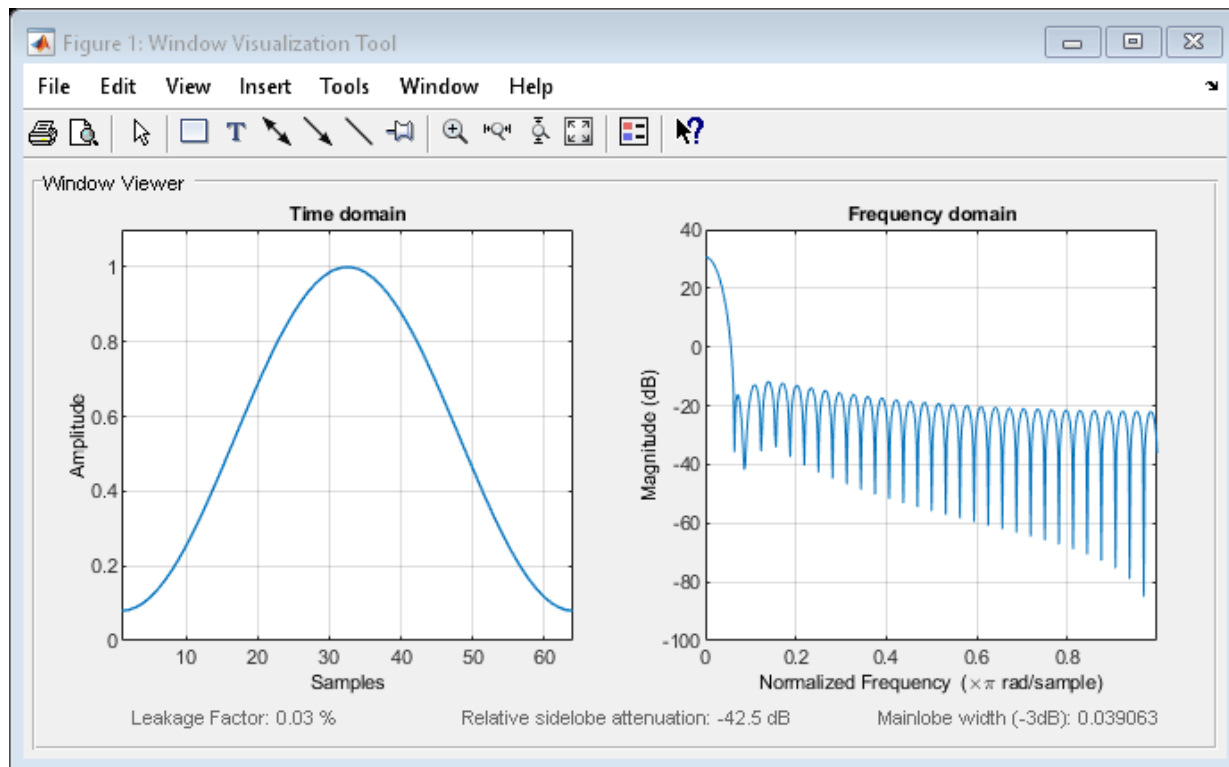 Figure 1: Window Visualization Tool
File Edit View Insert Tools Window Help
T
?
Window Viewer
Time domain
1
0.8
0.6
0.4
0.2
0
Amplitude
10 20 30 40 50 60
Samples
Frequency domain
40
20
0
-20
-40
-60
-80
-100
Magnitude (dB)
0 0.2 0.4 0.6 0.8
Normalized Frequency (×π rad/sample)
Leakage Factor: 0.03 % Relative sidelobe attenuation: -42.5 dB Mainlobe width (-3dB): 0.039063